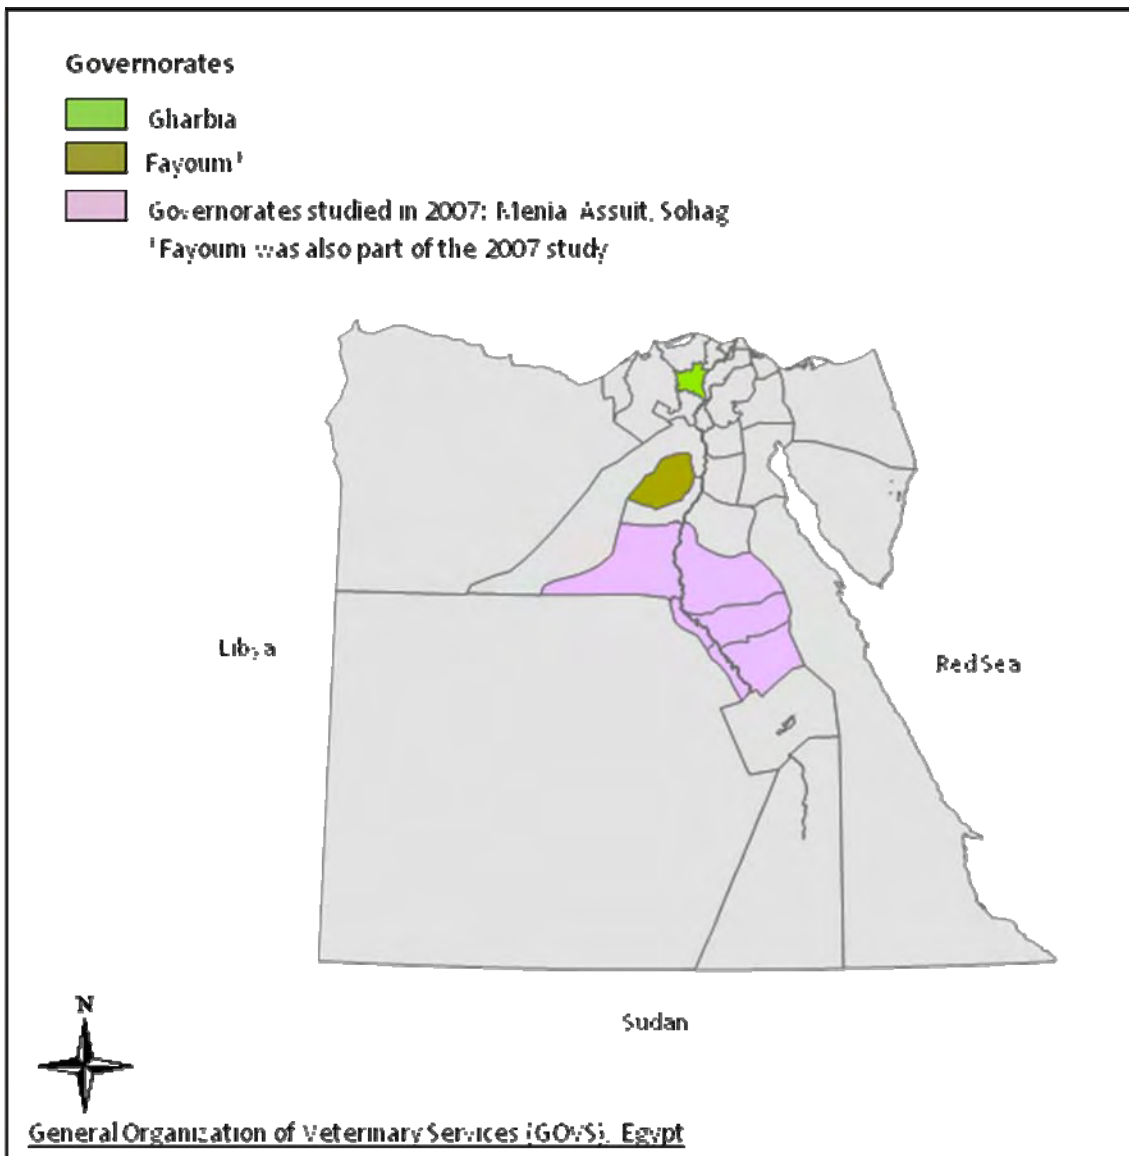 Governorates
Gharbia
Fayoum¹
Governorates studied in 2007: Menia Assuit, Sohag
¹Fayoum was also part of the 2007 study
Libya
Red Sea
N
Sudan
General Organization of Veterinary Services (GOVS), Egypt